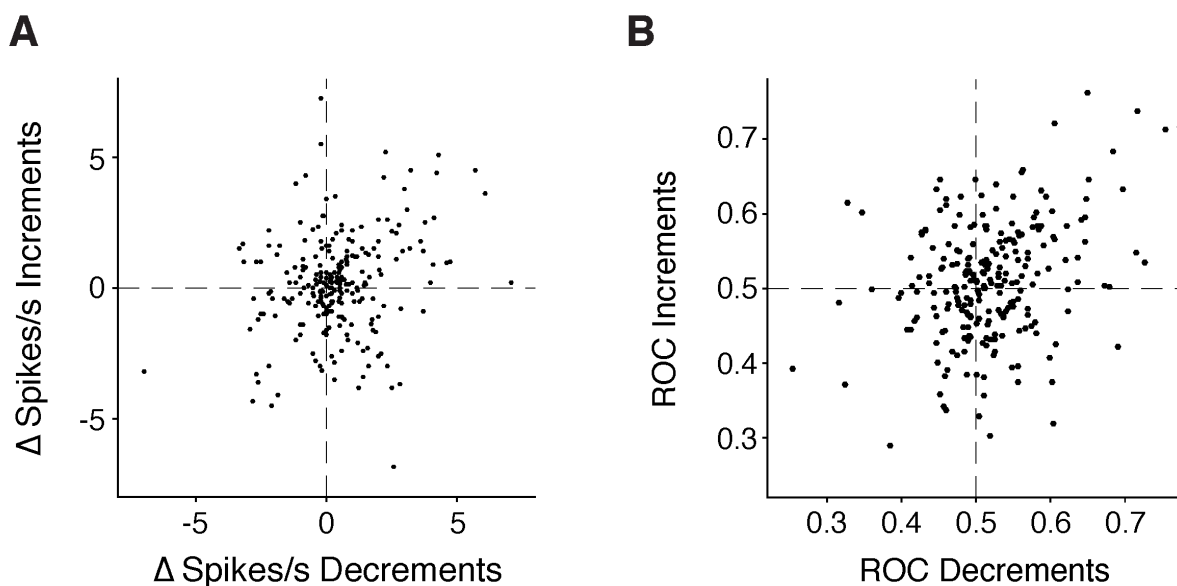 A
B
Δ Spikes/s Increments
5
0
-5
-5
0
5
Δ Spikes/s Decrements
ROC Increments
0.7
0.6
0.5
0.4
0.3
0.3
0.4
0.5
0.6
0.7
ROC Decrements